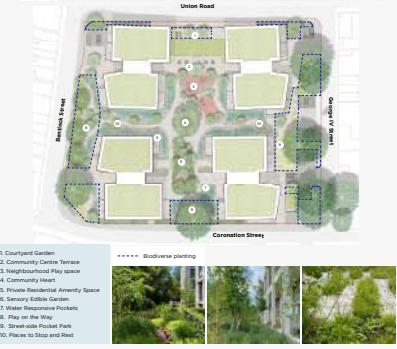 Union Road
Bentinck Street
George IV Street
Coronation Street
1. Courtyard Garden
2. Community Centre Terrace
3. Neighbourhood Play space
4. Community Heart
5. Private Residential Amenity Space
6. Sensory Edible Garden
7. Water Responsive Pockets
8. Play on the Way
9. Street-side Pocket Park
10. Places to Stop and Rest
Biodiverse planting